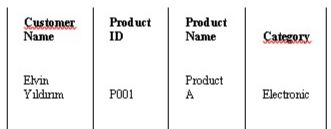 Customer Name
Product ID
Product Name
Category
Elvin Yıldırım
P001
Product A
Electronic